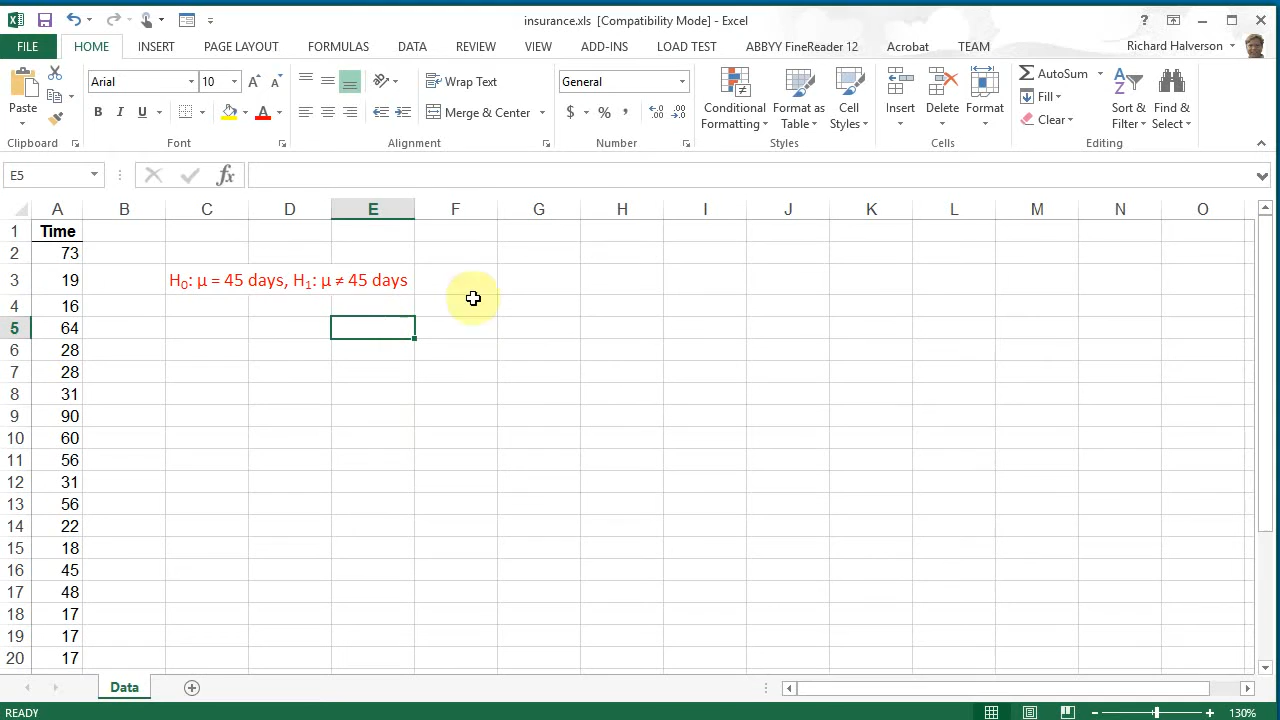 insurance.xls [Compatibility Mode] - Excel
FILE HOME INSERT PAGE LAYOUT FORMULAS DATA REVIEW VIEW ADD-INS LOAD TEST ABBYY FineReader 12 Acrobat TEAM Richard Halverson
Paste
Clipboard
Arial 10
Font
Wrap Text
Merge & Center
Alignment
General
$ % ,
Number
Conditional Formatting
Format as Table
Cell Styles
Styles
Insert
Delete
Format
Cells
AutoSum
Fill
Clear
Sort & Filter
Find & Select
Editing
E5 fx
A B C D E F G H I J K L M N O
1 Time
2 73
3 19 H₀: µ = 45 days, H₁: µ ≠ 45 days
4 16
5 64
6 28
7 28
8 31
9 90
10 60
11 56
12 31
13 56
14 22
15 18
16 45
17 48
18 17
19 17
20 17
Data
READY 130%